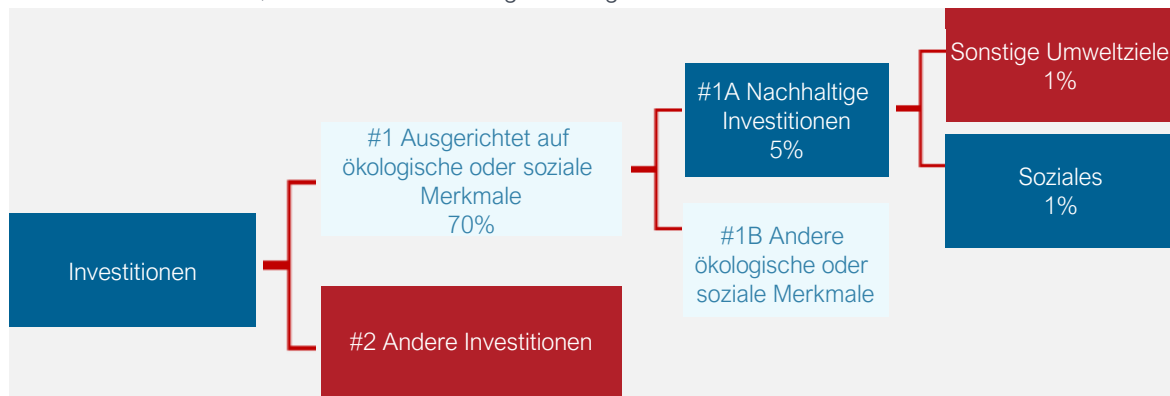 Investitionen
#1 Ausgerichtet auf
ökologische oder soziale
Merkmale
70%
#2 Andere Investitionen
#1A Nachhaltige
Investitionen
5%
#1B Andere
ökologische oder
soziale Merkmale
Sonstige Umweltziele
1%
Soziales
1%